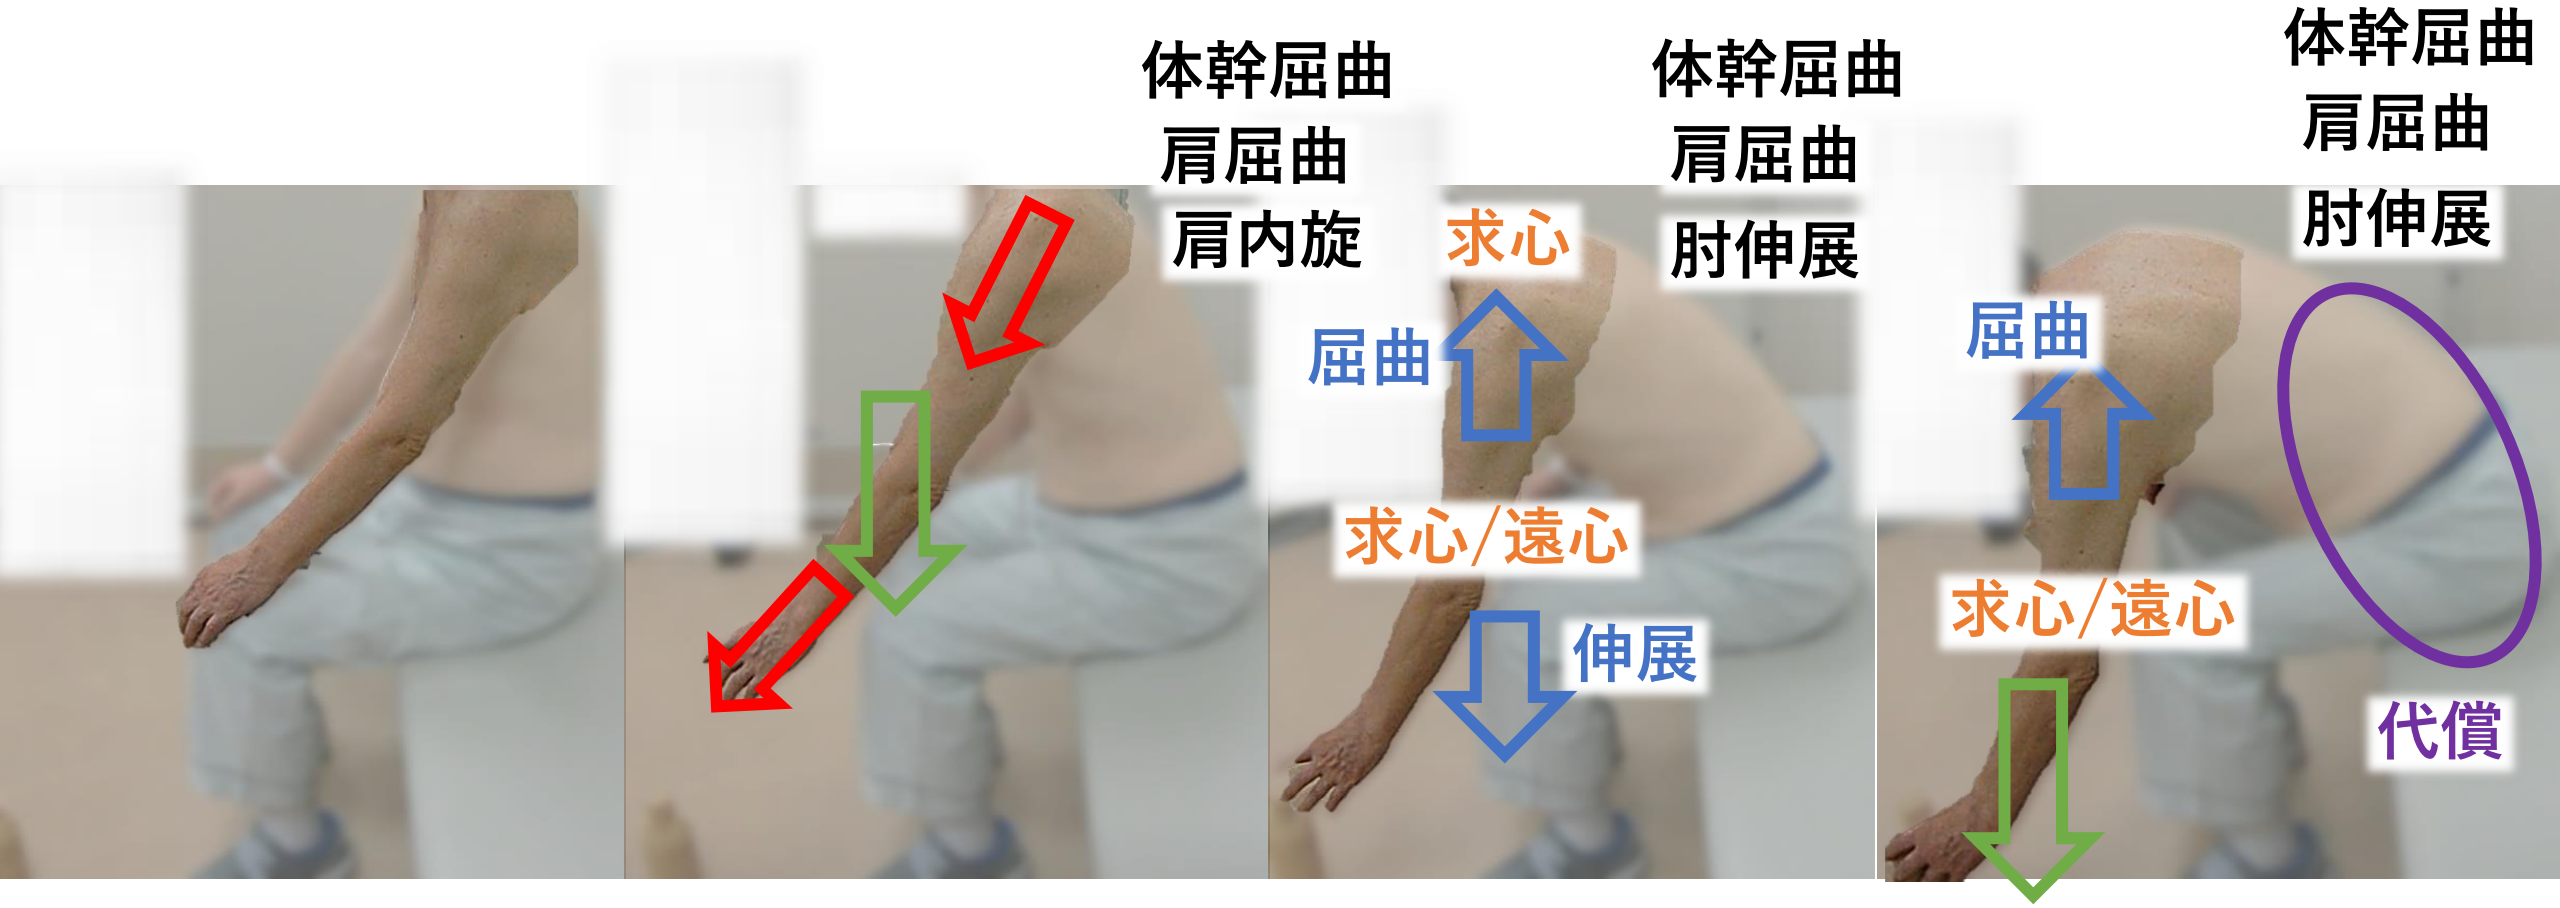 体幹屈曲
肩屈曲
肩内旋
体幹屈曲
肩屈曲
肘伸展
求心
屈曲
求心/遠心
伸展
体幹屈曲
肩屈曲
肘伸展
屈曲
求心/遠心
代償